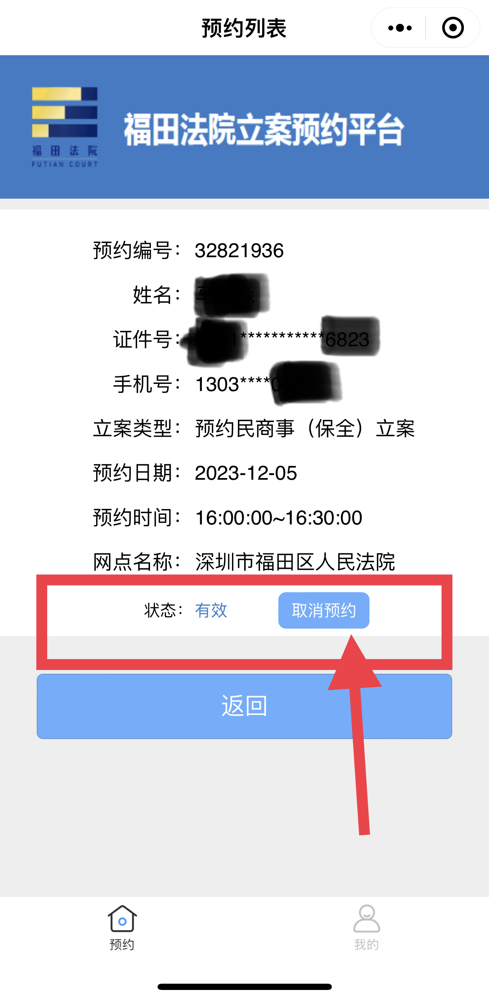 预约列表
福田法院
FUTIAN COURT
福田法院立案预约平台
预约编号：32821936
姓名：
证件号：1***********6823
手机号：1303****
立案类型：预约民商事（保全）立案
预约日期：2023-12-05
预约时间：16:00:00~16:30:00
网点名称：深圳市福田区人民法院
状态：有效 取消预约
返回
预约 我的